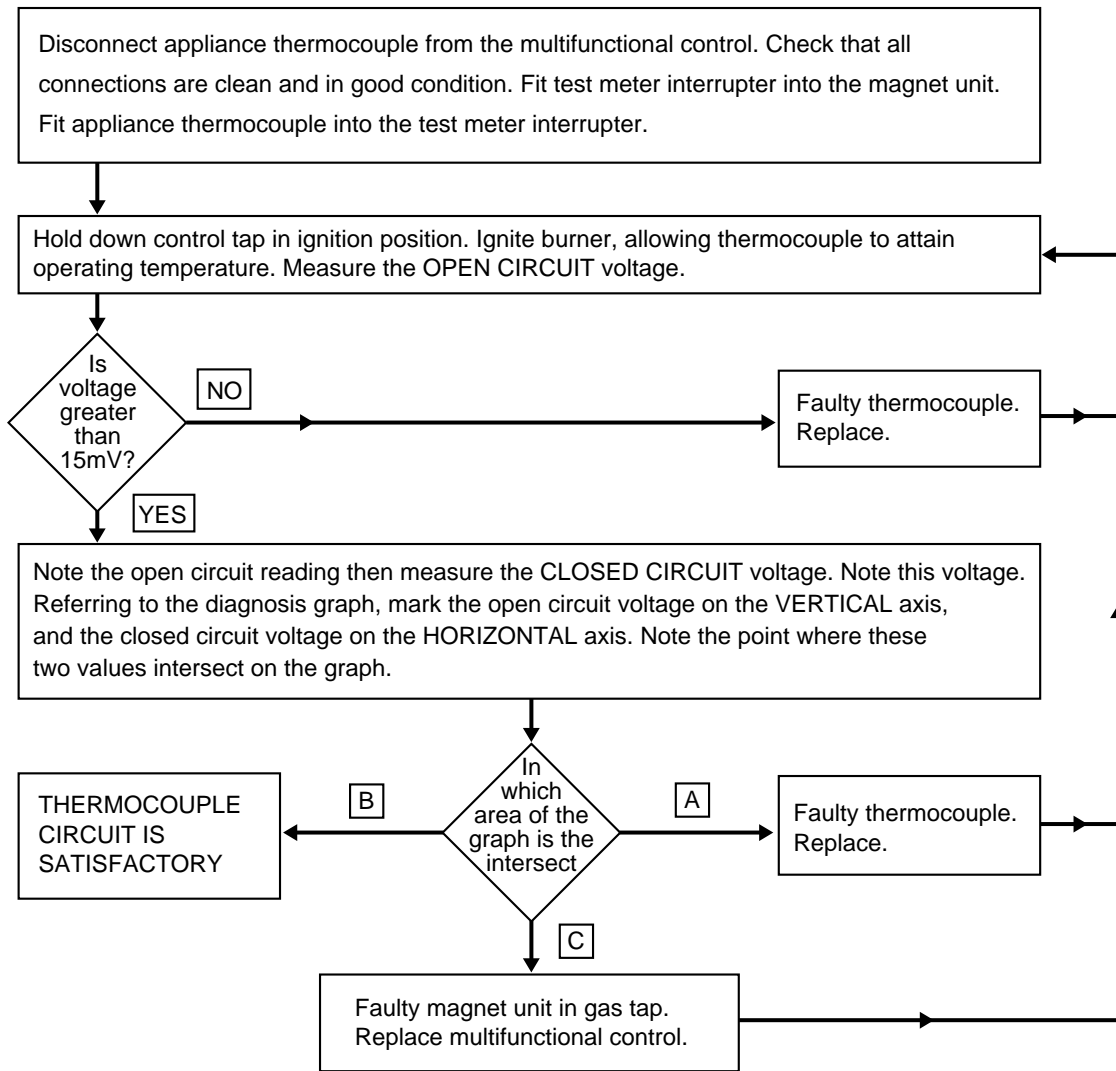 Disconnect appliance thermocouple from the multifunctional control. Check that all
connections are clean and in good condition. Fit test meter interrupter into the magnet unit.
Fit appliance thermocouple into the test meter interrupter.
Hold down control tap in ignition position. Ignite burner, allowing thermocouple to attain
operating temperature. Measure the OPEN CIRCUIT voltage.
Is
voltage
greater
than
15mV?
NO
Faulty thermocouple.
Replace.
YES
Note the open circuit reading then measure the CLOSED CIRCUIT voltage. Note this voltage.
Referring to the diagnosis graph, mark the open circuit voltage on the VERTICAL axis,
and the closed circuit voltage on the HORIZONTAL axis. Note the point where these
two values intersect on the graph.
In
which
area of the
graph is the
intersect
B
THERMOCOUPLE
CIRCUIT IS
SATISFACTORY
A
Faulty thermocouple.
Replace.
C
Faulty magnet unit in gas tap.
Replace multifunctional control.